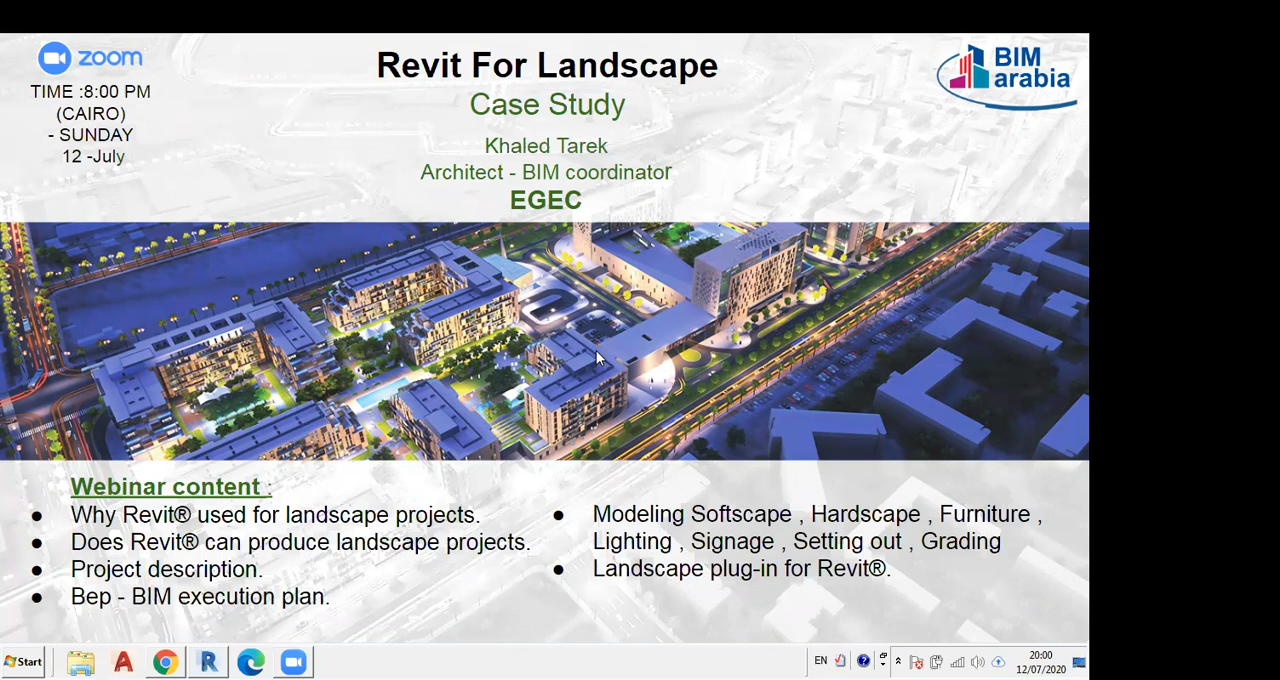 zoom
TIME :8:00 PM
(CAIRO)
- SUNDAY
12 -July
Revit For Landscape
Case Study
Khaled Tarek
Architect - BIM coordinator
EGEC
BIM
arabia
Webinar content :
● Why Revit® used for landscape projects.
● Does Revit® can produce landscape projects.
● Project description.
● Bep - BIM execution plan.
● Modeling Softscape , Hardscape , Furniture ,
Lighting , Signage , Setting out , Grading
● Landscape plug-in for Revit®.
Start
EN
20:00
12/07/2020